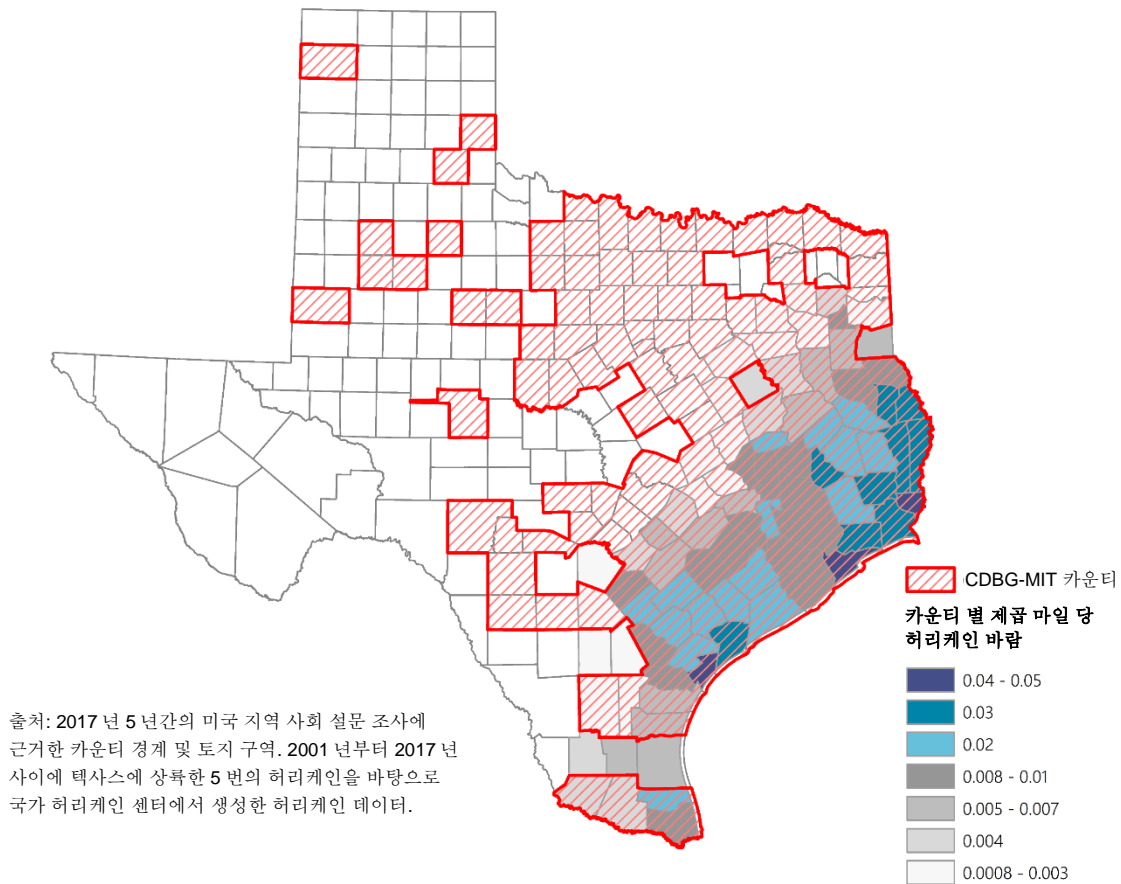 CDBG-MIT 카운티
카운티 별 제곱 마일 당
허리케인 바람
0.04 - 0.05
0.03
0.02
0.008 - 0.01
0.005 - 0.007
0.004
0.0008 - 0.003
출처: 2017 년 5 년간의 미국 지역 사회 설문 조사에
근거한 카운티 경계 및 토지 구역. 2001 년부터 2017 년
사이에 텍사스에 상륙한 5 번의 허리케인을 바탕으로
국가 허리케인 센터에서 생성한 허리케인 데이터.